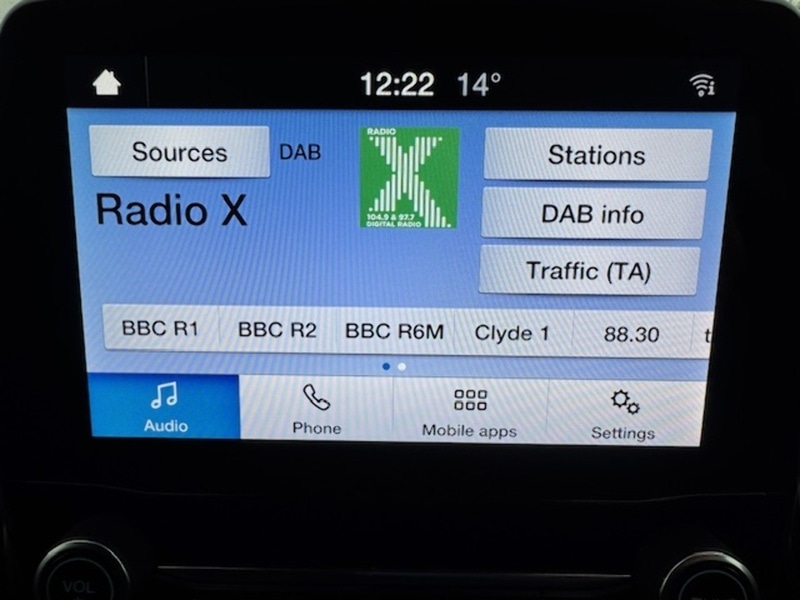 12:22 14°
Sources DAB
RADIO
X
104.9 & 97.7
DIGITAL RADIO
Stations
Radio X
DAB info
Traffic (TA)
BBC R1 BBC R2 BBC R6M Clyde 1 88.30 t
Audio Phone Mobile apps Settings
VOL